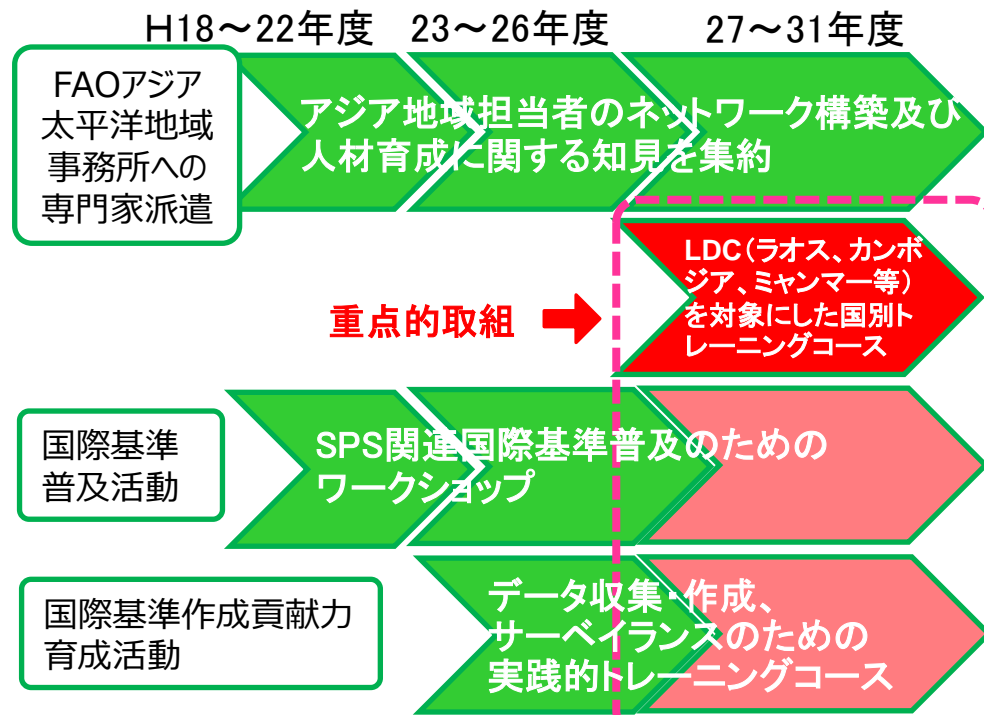 H18～22年度 23～26年度 27～31年度
FAOアジア
太平洋地域
事務所への
専門家派遣
アジア地域担当者のネットワーク構築及び
人材育成に関する知見を集約
LDC（ラオス、カンボ
ジア、ミャンマー等）
を対象にした国別ト
レーニングコース
重点的取組
国際基準
普及活動
SPS関連国際基準普及のための
ワークショップ
国際基準作成貢献力
育成活動
データ収集・作成、
サーベイランスのための
実践的トレーニングコース